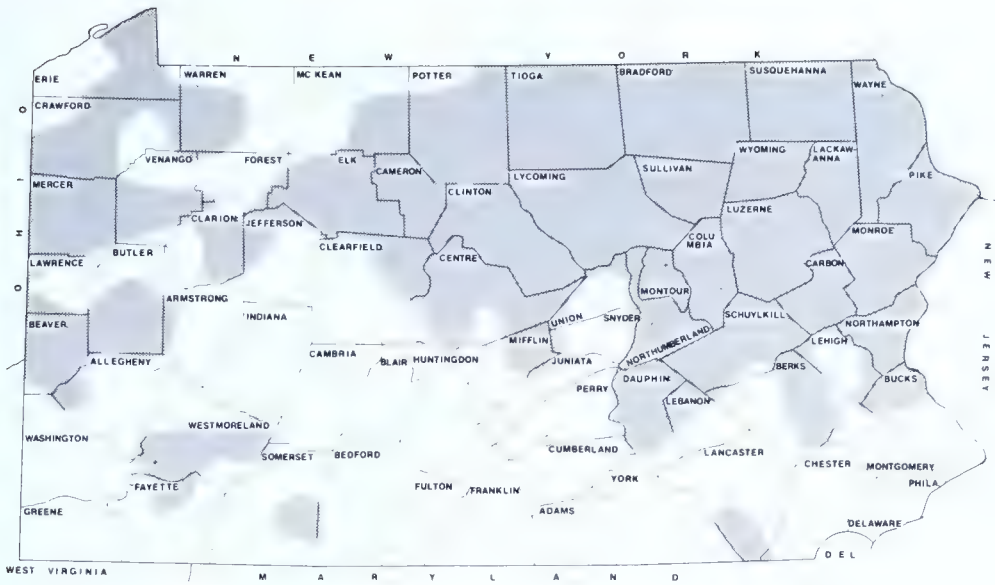 N E W Y O R K
ERIE
WARREN
MC KEAN
POTTER
TIOGA
BRADFORD
SUSQUEHANNA
WAYNE
CRAWFORD
VENANGO
FOREST
ELK
CAMERON
WYOMING
LACKAW-
ANNA
LYCOMING
SULLIVAN
PIKE
MERCER
CLINTON
LUZERNE
CLARION
JEFFERSON
COLU
MBIA
MONROE
CLEARFIELD
BUTLER
CENTRE
LAWRENCE
CARBON
OHIO
NEW JERSEY
MONTOUR
ARMSTRONG
INDIANA
UNION
SNYDER
SCHUYLKILL
NORTHAMPTON
BEAVER
MIFFLIN
NORTHUMBERLAND
LEHIGH
ALLEGHENY
CAMBRIA
BLAIR
HUNTINGDON
JUNIATA
BERKS
PERRY
DAUPHIN
BUCKS
LEBANON
WESTMORELAND
WASHINGTON
SOMERSET
BEDFORD
CUMBERLAND
LANCASTER
CHESTER
MONTGOMERY
PHILA.
YORK
FAYETTE
FULTON
FRANKLIN
GREENE
ADAMS
DELAWARE
DEL
WEST VIRGINIA
M A R Y L A N D